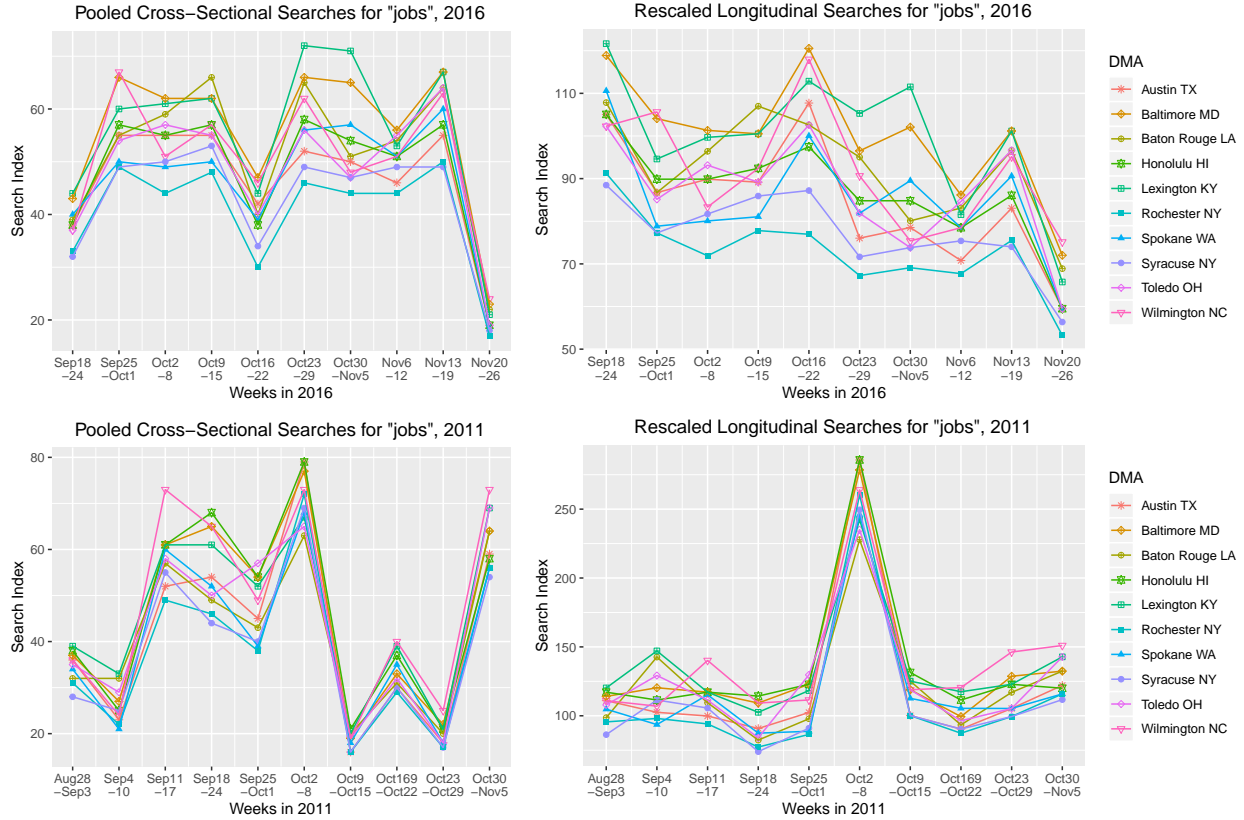 Pooled Cross-Sectional Searches for "jobs", 2016
Search Index
60
40
20
Sep18 -24
Sep25 -Oct1
Oct2 -8
Oct9 -15
Oct16 -22
Oct23 -29
Oct30 -Nov5
Nov6 -12
Nov13 -19
Nov20 -26
Weeks in 2016
Rescaled Longitudinal Searches for "jobs", 2016
Search Index
110
90
70
50
Sep18 -24
Sep25 -Oct1
Oct2 -8
Oct9 -15
Oct16 -22
Oct23 -29
Oct30 -Nov5
Nov6 -12
Nov13 -19
Nov20 -26
Weeks in 2016
DMA
Austin TX
Baltimore MD
Baton Rouge LA
Honolulu HI
Lexington KY
Rochester NY
Spokane WA
Syracuse NY
Toledo OH
Wilmington NC
Pooled Cross-Sectional Searches for "jobs", 2011
Search Index
80
60
40
20
Aug28 -Sep3
Sep4 -10
Sep11 -17
Sep18 -24
Sep25 -Oct1
Oct2 -8
Oct9 -Oct15
Oct169 -Oct22
Oct23 -Oct29
Oct30 -Nov5
Weeks in 2011
Rescaled Longitudinal Searches for "jobs", 2011
Search Index
250
200
150
100
Aug28 -Sep3
Sep4 -10
Sep11 -17
Sep18 -24
Sep25 -Oct1
Oct2 -8
Oct9 -Oct15
Oct169 -Oct22
Oct23 -Oct29
Oct30 -Nov5
Weeks in 2011
DMA
Austin TX
Baltimore MD
Baton Rouge LA
Honolulu HI
Lexington KY
Rochester NY
Spokane WA
Syracuse NY
Toledo OH
Wilmington NC